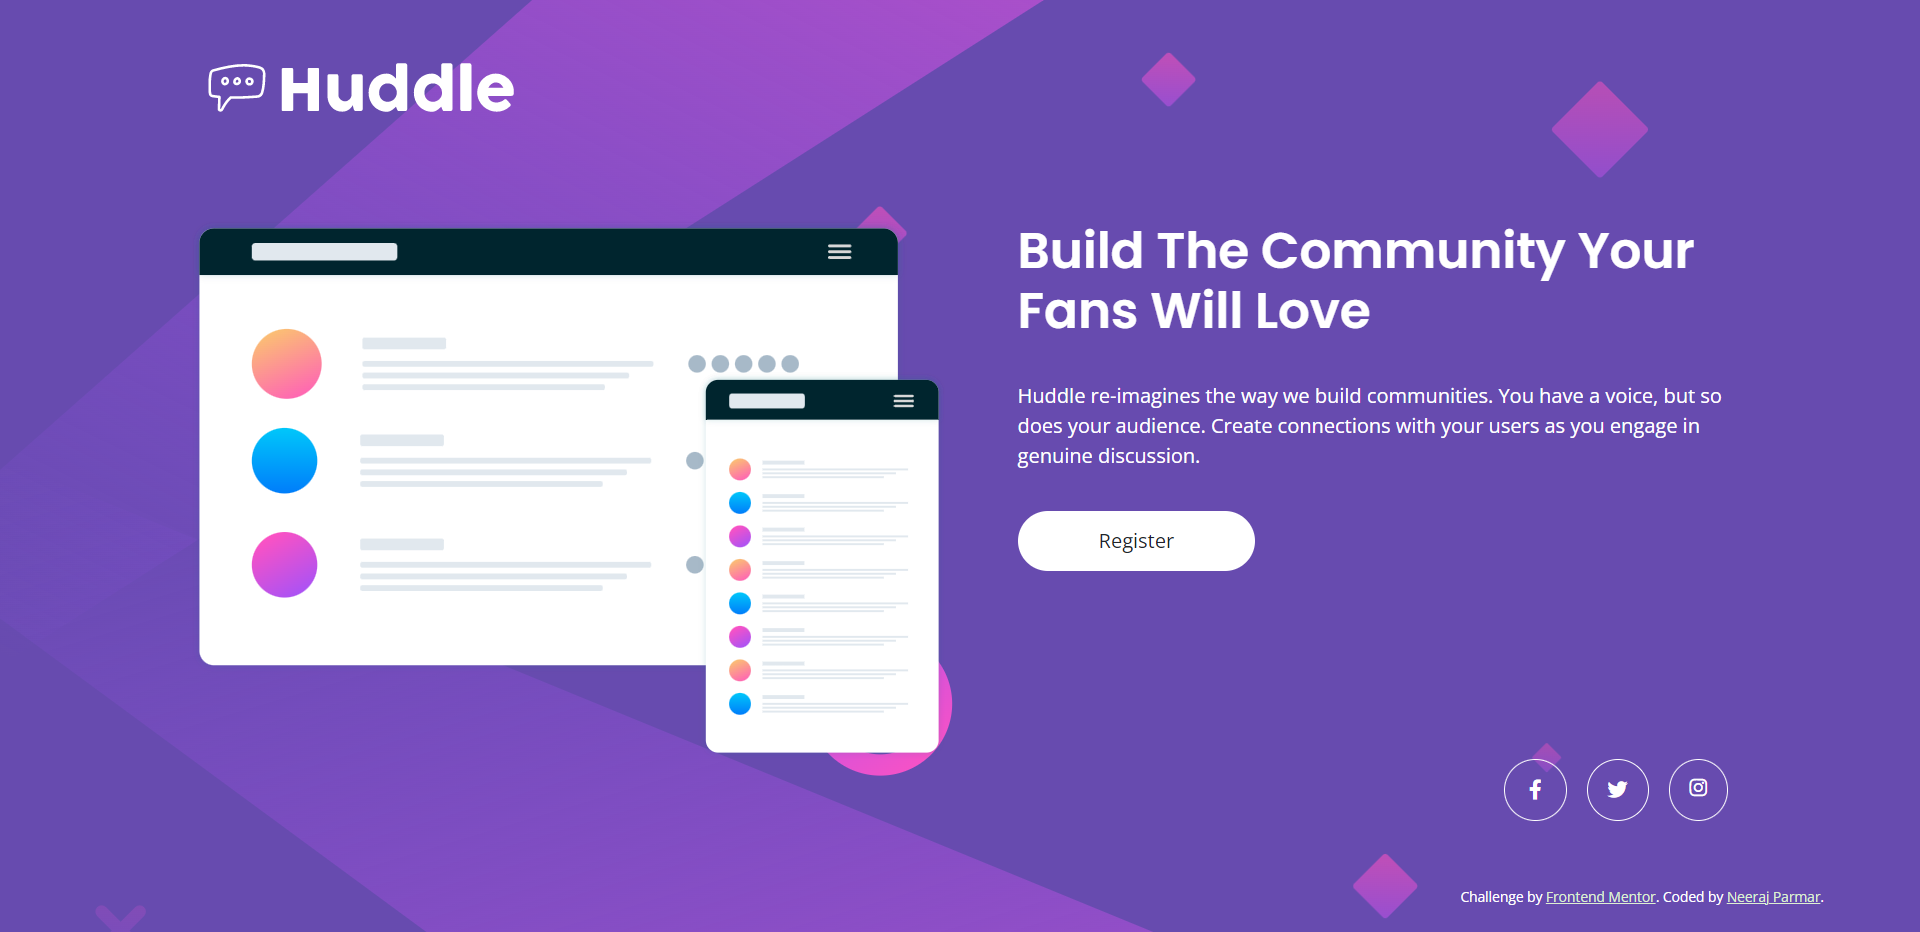 Huddle
Build The Community Your
Fans Will Love
Huddle re-imagines the way we build communities. You have a voice, but so
does your audience. Create connections with your users as you engage in
genuine discussion.
Register
Challenge by Frontend Mentor. Coded by Neeraj Parmar.